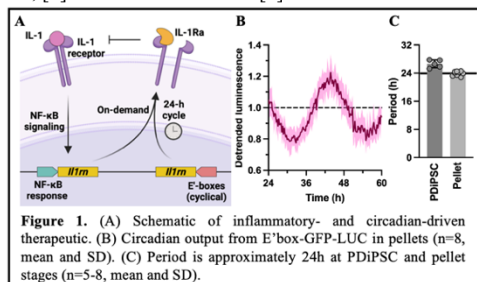 A
IL-1
IL-1
receptor
IL-1Ra
NF-κB
signaling
On-demand
24-h
cycle
Il1rn
Il1rn
NF-κB
response
E'-boxes
(cyclical)
B
Detrended luminescence
1.4
1.2
1.0
0.8
0.6
24
36
48
60
Time (h)
C
Period (h)
32
24
16
8
0
PDiPSC
Pellet
Figure 1. (A) Schematic of inflammatory- and circadian-driven
therapeutic. (B) Circadian output from E'box-GFP-LUC in pellets (n=8,
mean and SD). (C) Period is approximately 24h at PDiPSC and pellet
stages (n=5-8, mean and SD).